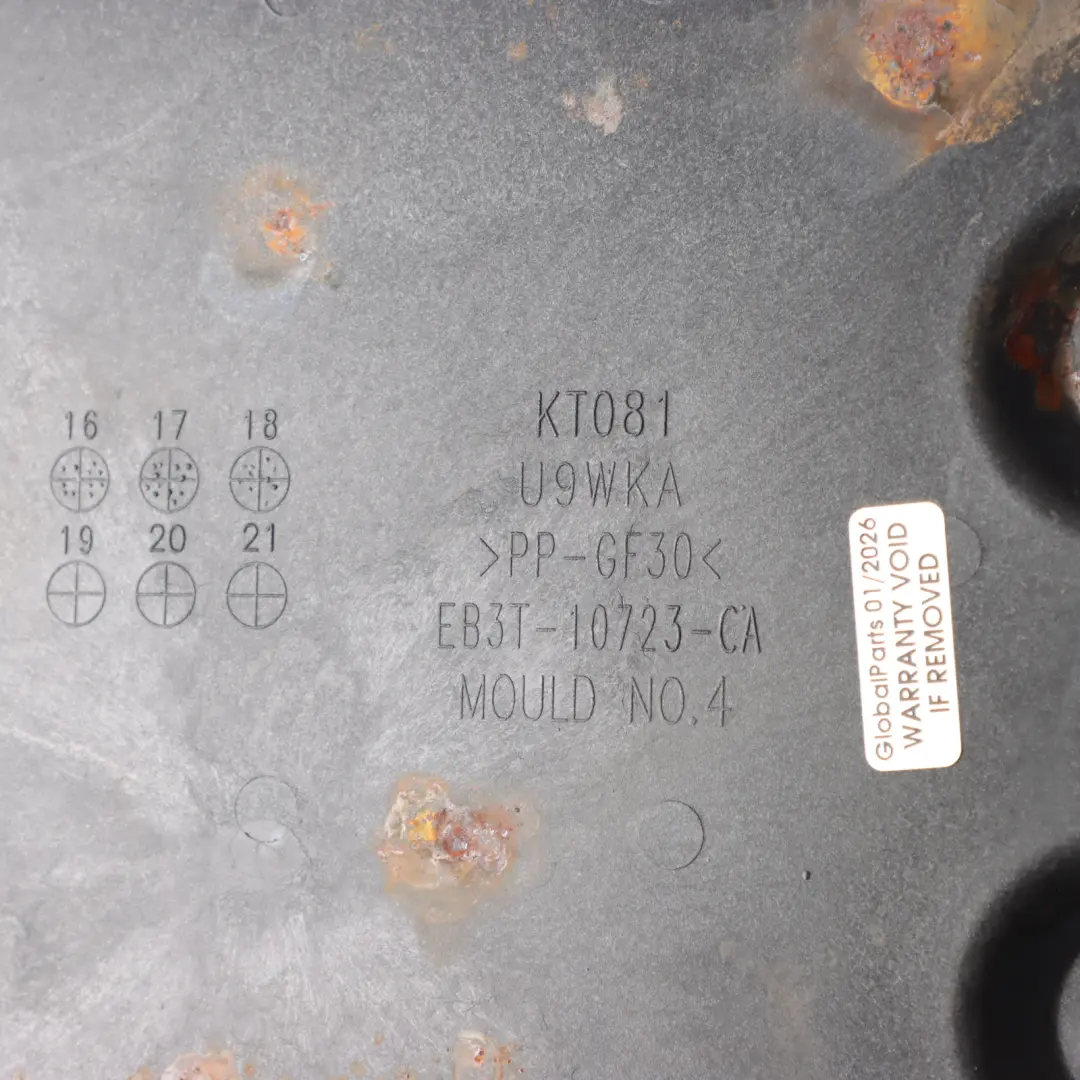 16 17 18
19 20 21
KT081
U9WKA
>PP-GF30<
EB3T-10723-CA
MOULD NO.4
GlobalParts 01/2026
WARRANTY VOID
IF REMOVED